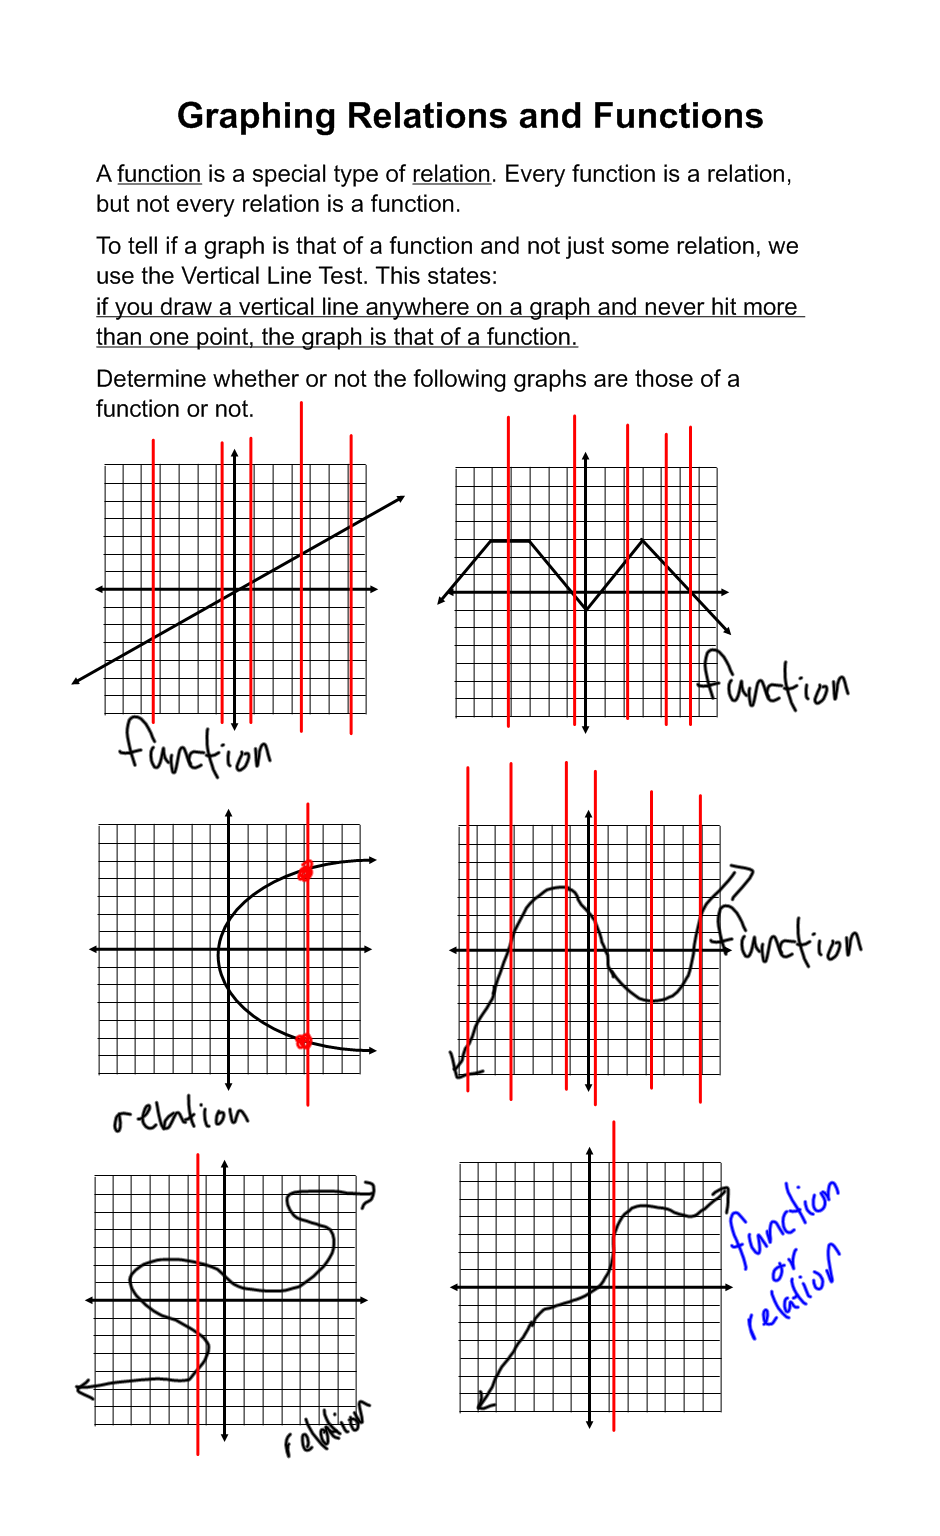 Graphing Relations and Functions
A function is a special type of relation. Every function is a relation,
but not every relation is a function.
To tell if a graph is that of a function and not just some relation, we
use the Vertical Line Test. This states:
if you draw a vertical line anywhere on a graph and never hit more
than one point, the graph is that of a function.
Determine whether or not the following graphs are those of a
function or not.
function
function
relation
function
relation
function
or
relation